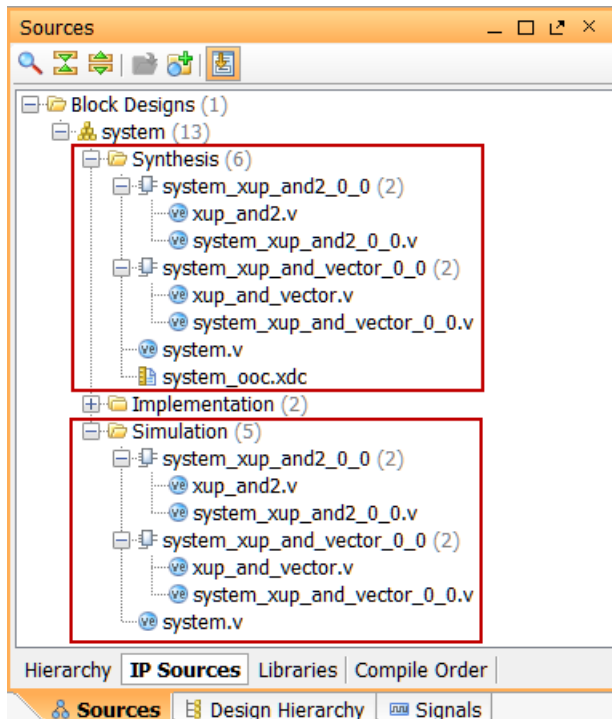 Sources
Block Designs (1)
system (13)
Synthesis (6)
system_xup_and2_0_0 (2)
xup_and2.v
system_xup_and2_0_0.v
system_xup_and_vector_0_0 (2)
xup_and_vector.v
system_xup_and_vector_0_0.v
system.v
system_ooc.xdc
Implementation (2)
Simulation (5)
system_xup_and2_0_0 (2)
xup_and2.v
system_xup_and2_0_0.v
system_xup_and_vector_0_0 (2)
xup_and_vector.v
system_xup_and_vector_0_0.v
system.v
Hierarchy IP Sources Libraries Compile Order
Sources Design Hierarchy Signals